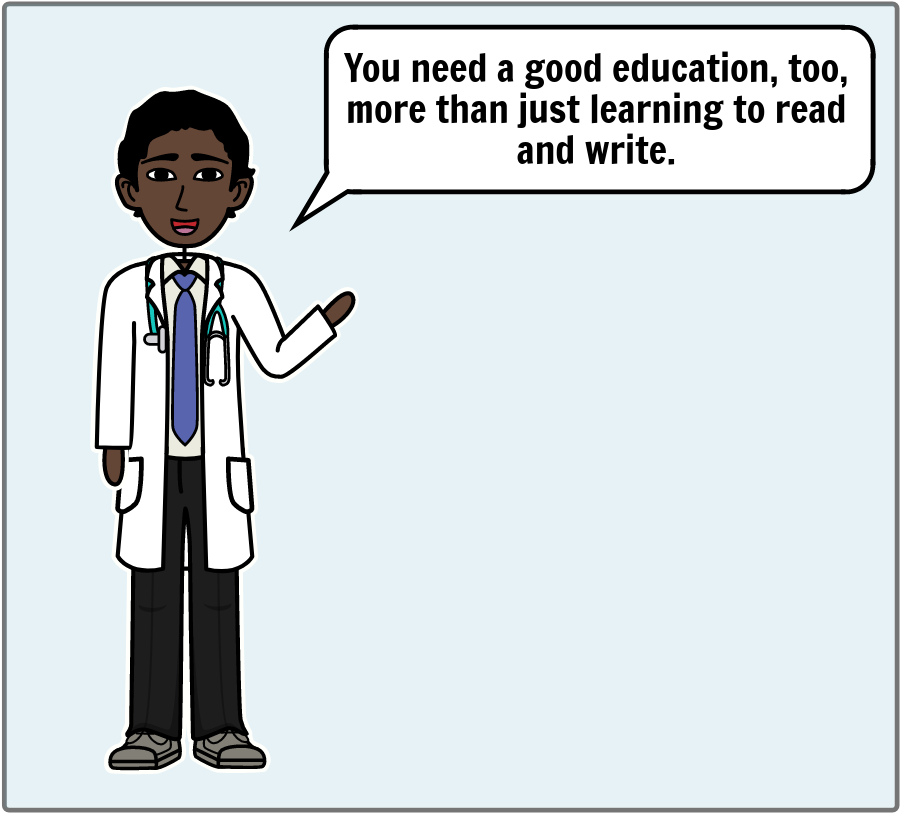 You need a good education, too,
more than just learning to read
and write.